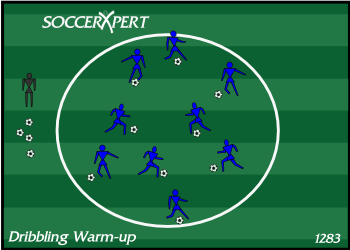 SOCCERXPERT
Dribbling Warm-up
1283